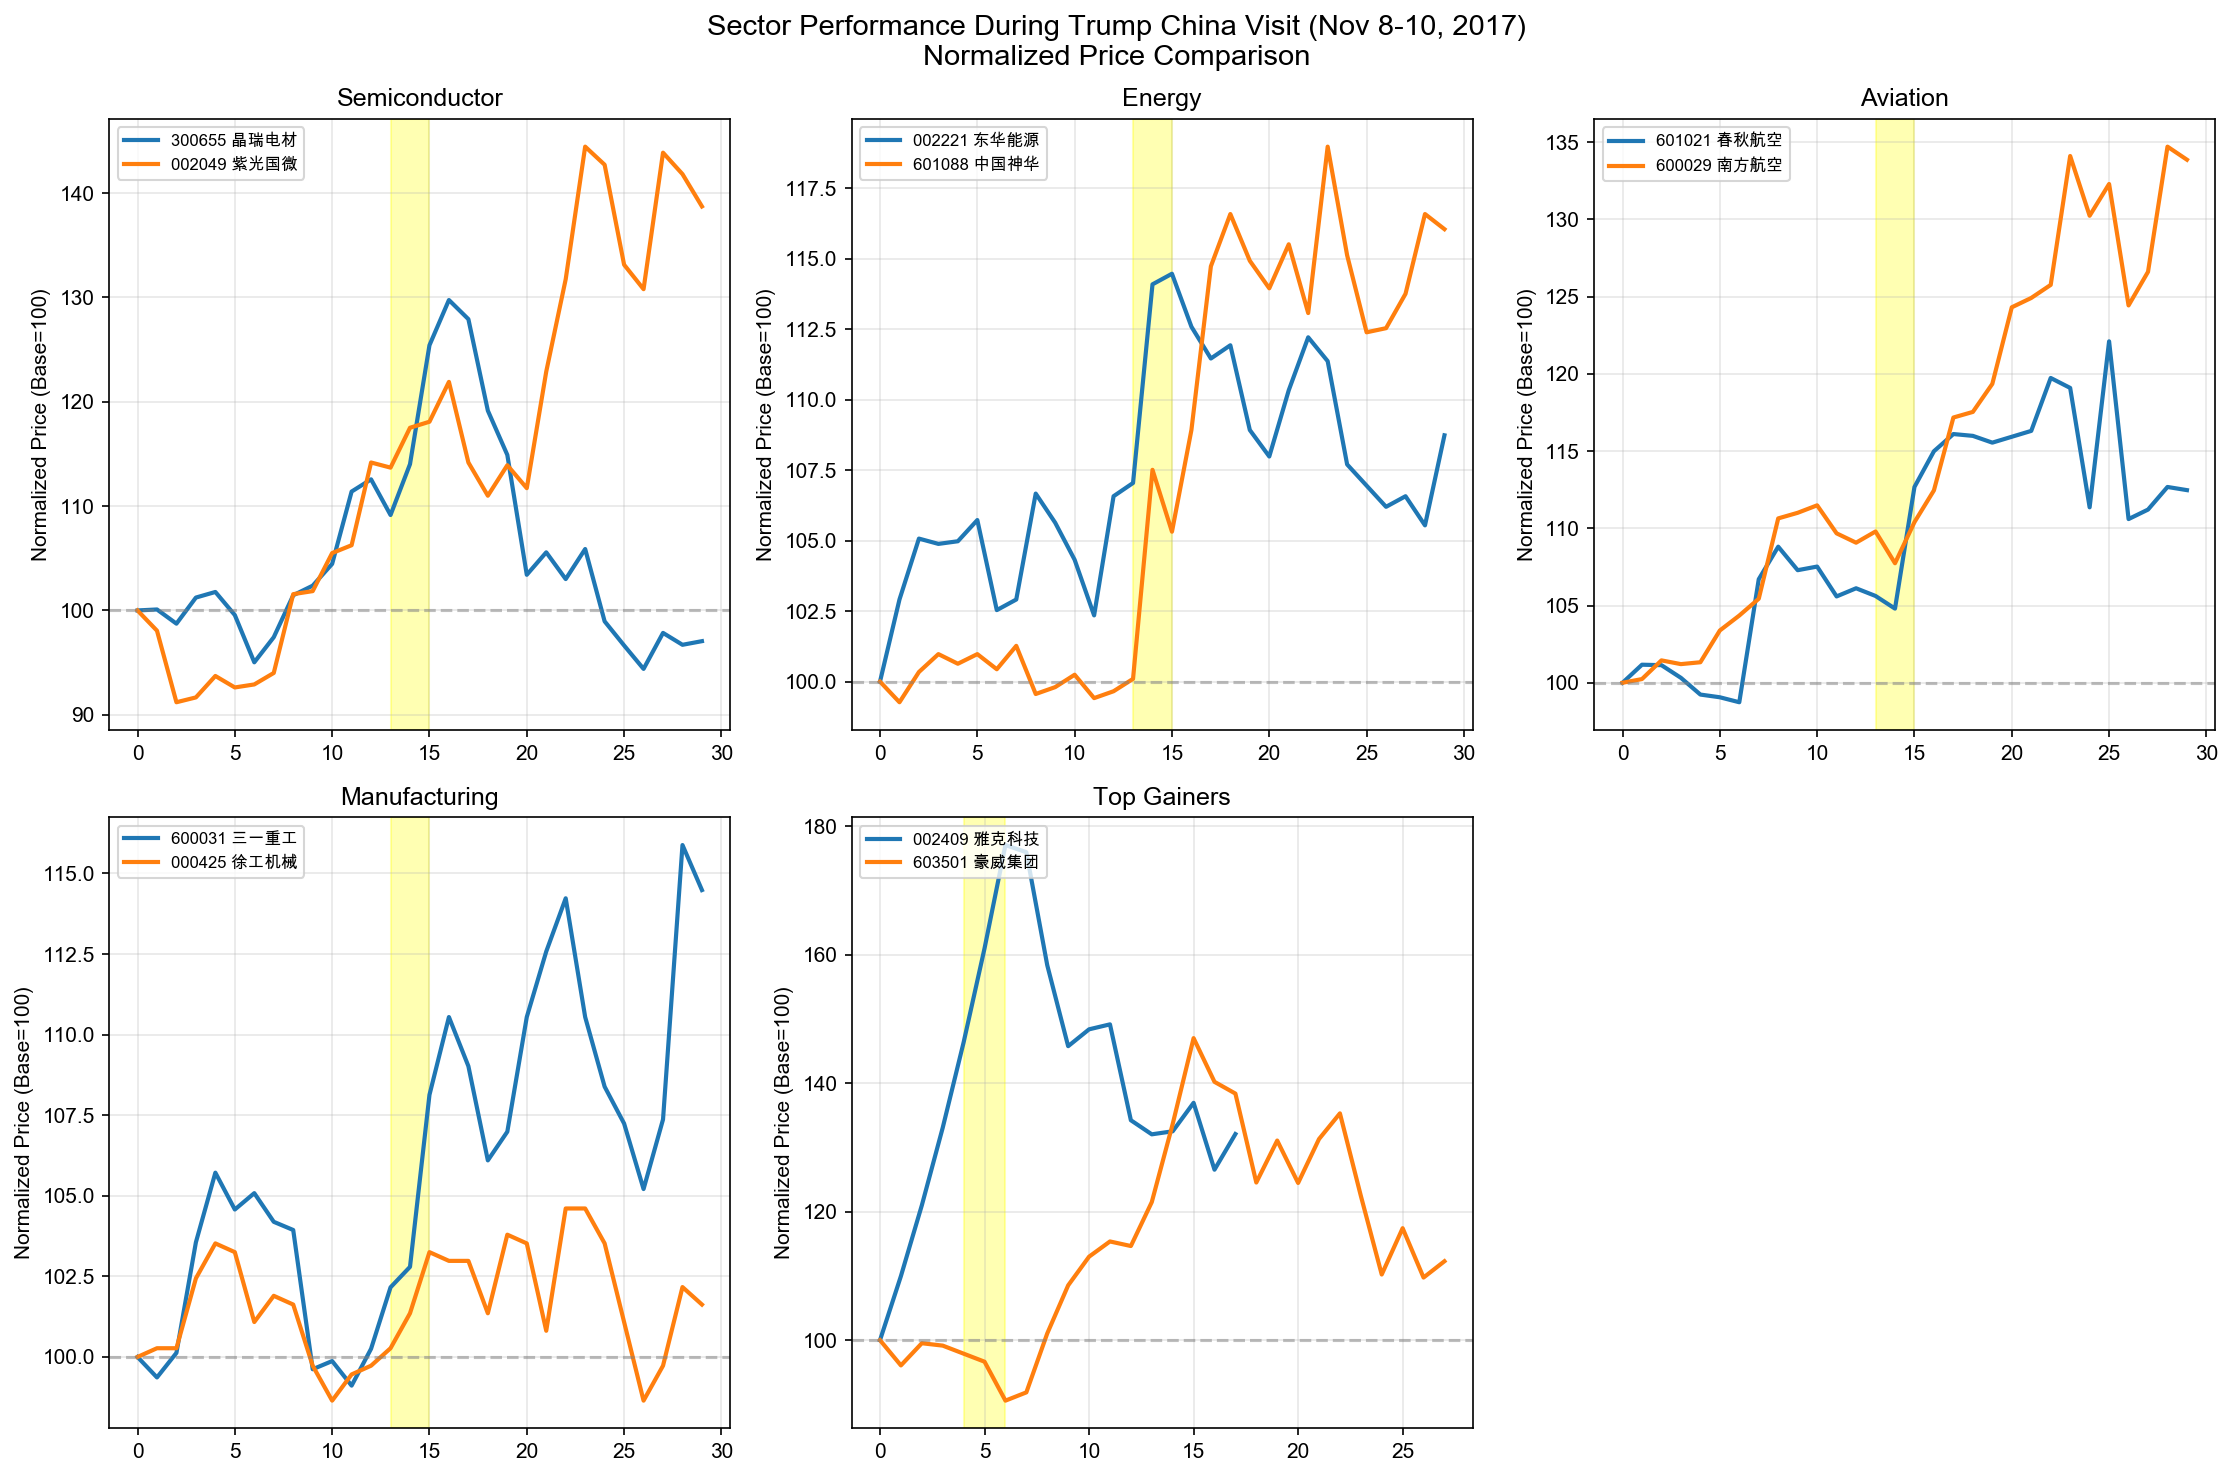 Sector Performance During Trump China Visit (Nov 8-10, 2017)
Normalized Price Comparison
Semiconductor
300655 晶瑞电材
002049 紫光国微
Normalized Price (Base=100)
140
130
120
110
100
90
0 5 10 15 20 25 30
Energy
002221 东华能源
601088 中国神华
Normalized Price (Base=100)
117.5
115.0
112.5
110.0
107.5
105.0
102.5
100.0
0 5 10 15 20 25 30
Aviation
601021 春秋航空
600029 南方航空
Normalized Price (Base=100)
135
130
125
120
115
110
105
100
0 5 10 15 20 25 30
Manufacturing
600031 三一重工
000425 徐工机械
Normalized Price (Base=100)
115.0
112.5
110.0
107.5
105.0
102.5
100.0
0 5 10 15 20 25 30
Top Gainers
002409 雅克科技
603501 豪威集团
Normalized Price (Base=100)
180
160
140
120
100
0 5 10 15 20 25